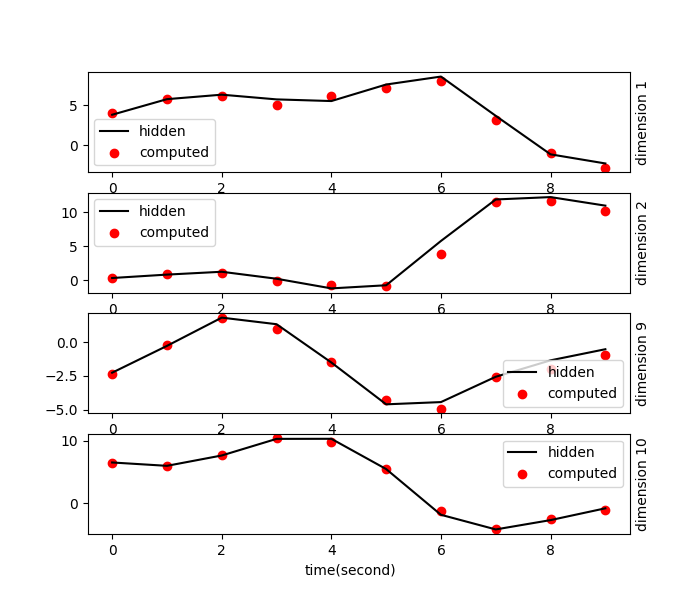 5
0
hidden
computed
0 2 4 6 8
dimension 1
10
5
0
hidden
computed
0 2 4 6 8
dimension 2
0.0
−2.5
−5.0
hidden
computed
0 2 4 6 8
dimension 9
10
0
hidden
computed
0 2 4 6 8
dimension 10
time(second)